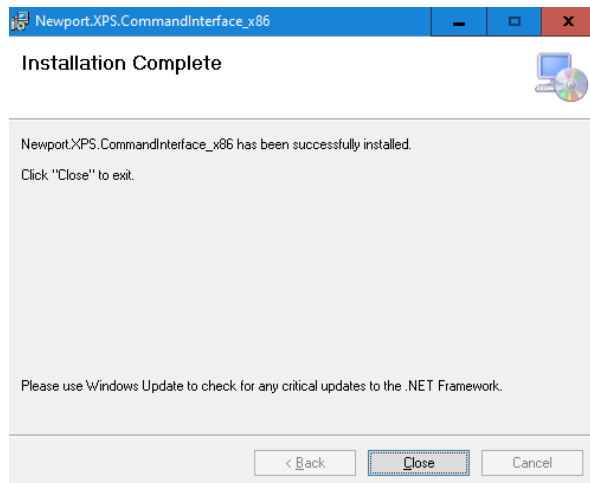 Newport.XPS.CommandInterface_x86
Installation Complete
Newport.XPS.CommandInterface_x86 has been successfully installed.
Click "Close" to exit.
Please use Windows Update to check for any critical updates to the .NET Framework.
< Back
Close
Cancel